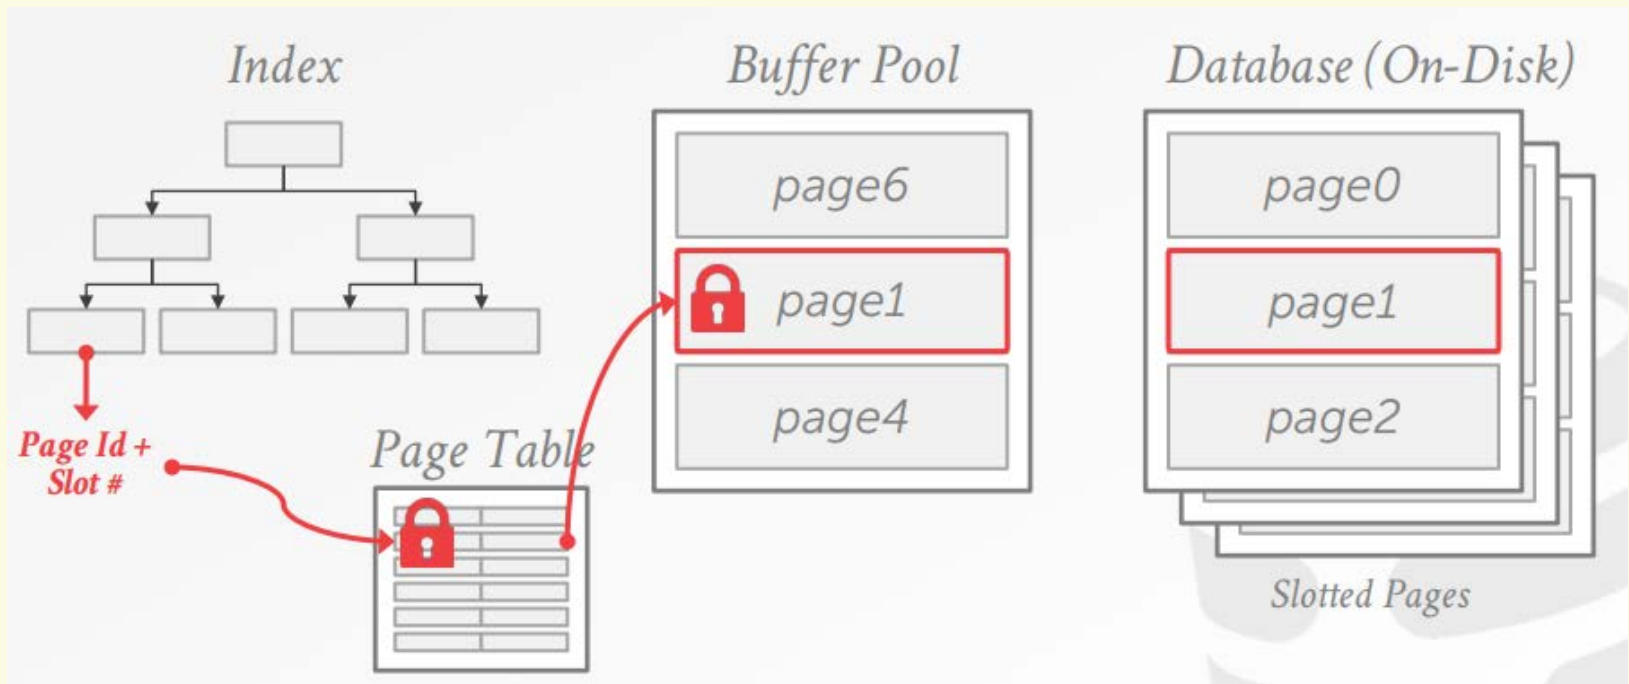 Index
Buffer Pool
Database (On-Disk)
page6
page1
page4
page0
page1
page2
Page Id +
Slot #
Page Table
Slotted Pages